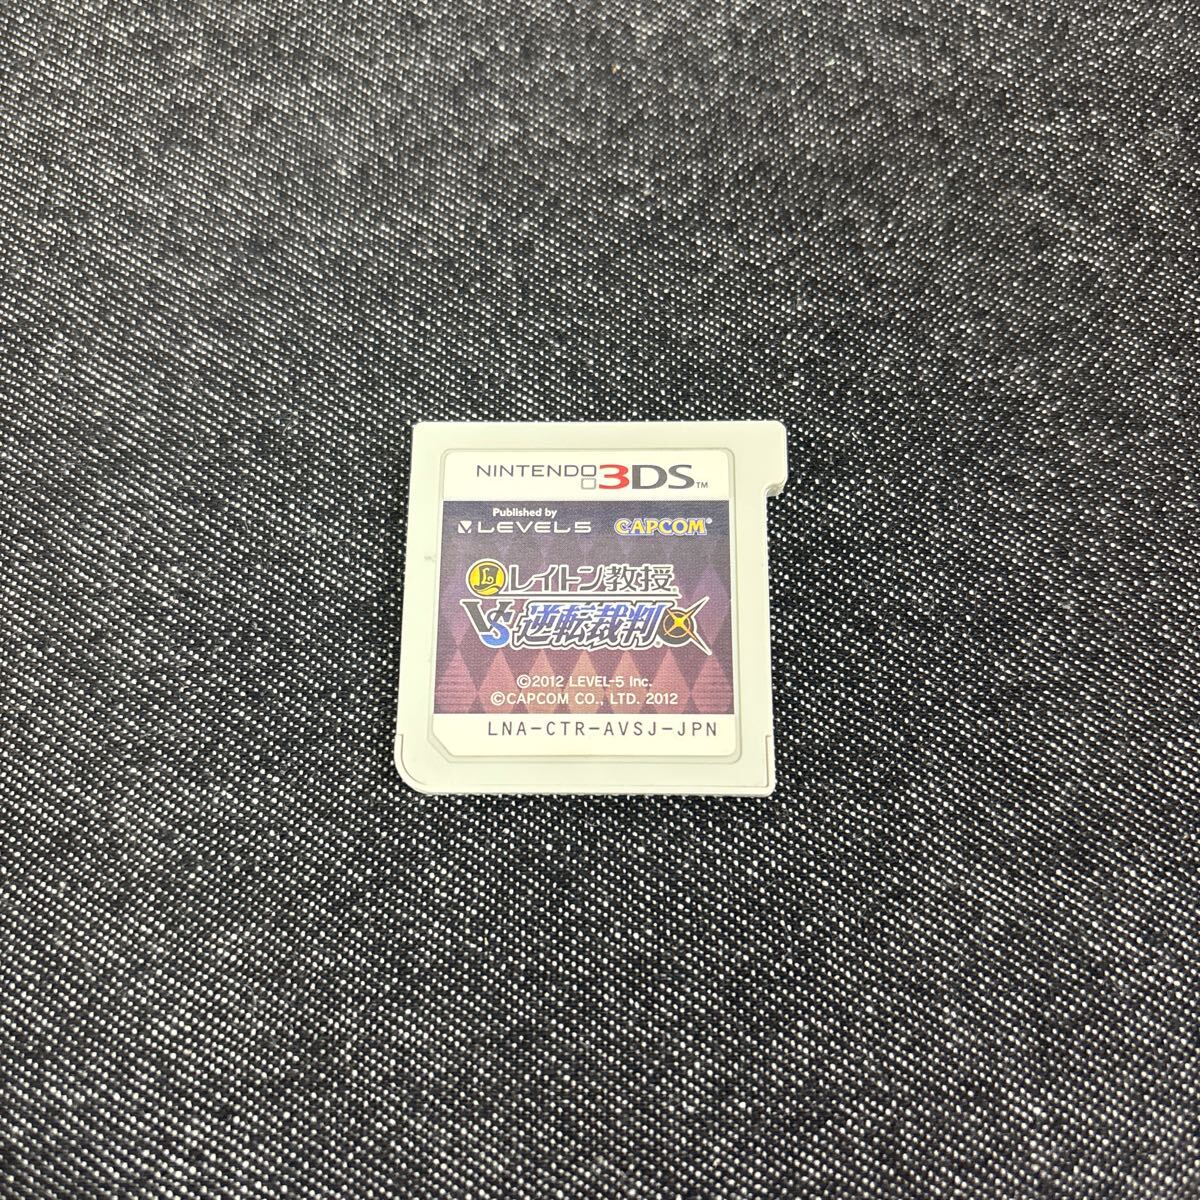 NINTENDO 3DS™
Published by
LEVEL5 CAPCOM®
L レイトン教授
VS 逆転裁判
©2012 LEVEL-5 Inc.
©CAPCOM CO., LTD. 2012
LNA-CTR-AVSJ-JPN